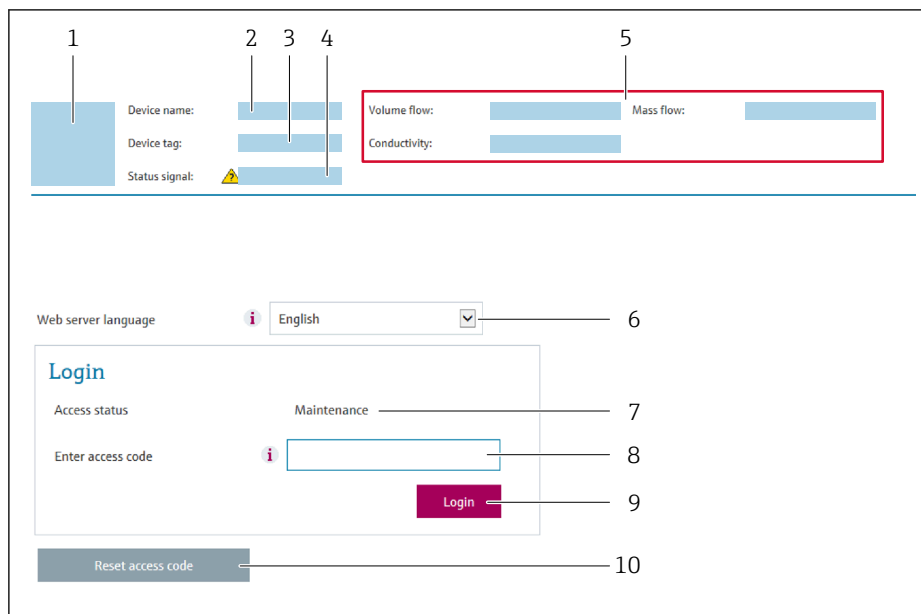 1 2 3 4 5
Device name: Volume flow: Mass flow:
Device tag: Conductivity:
Status signal: ?
Web server language i English 6
Login
Access status Maintenance 7
Enter access code i 8
Login 9
Reset access code 10